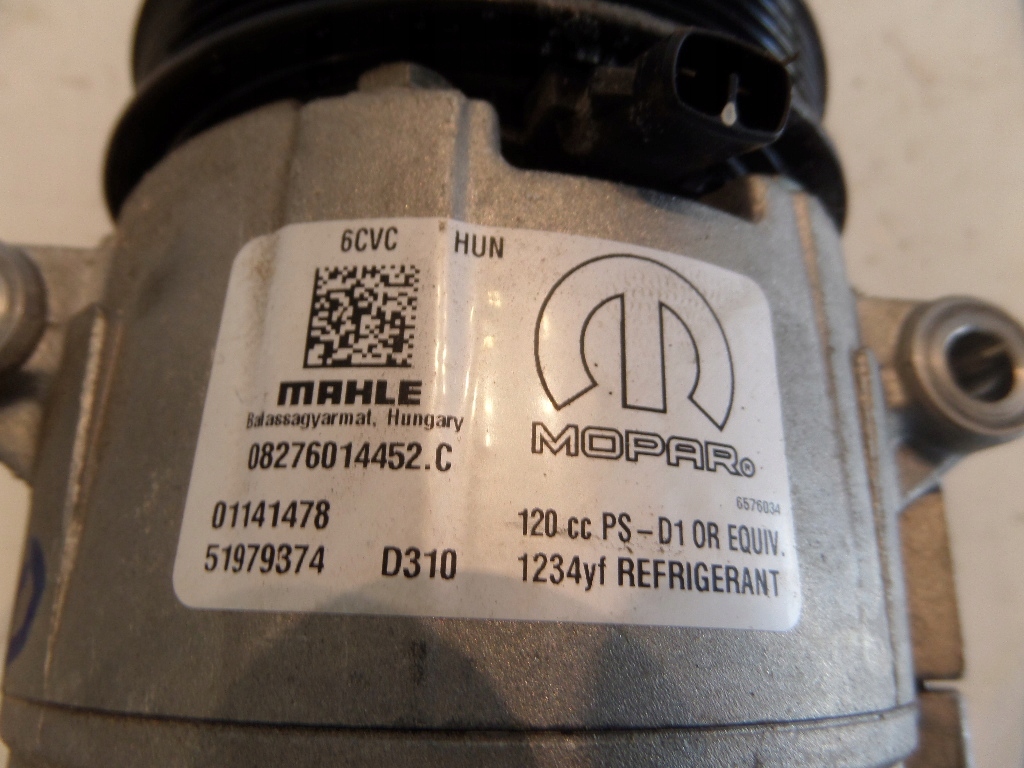 6CVC HUN
MAHLE
Balassagyarmat, Hungary
08276014452.C
MOPAR®
6576034
01141478
120 cc PS-D1 OR EQUIV.
51979374 D310
1234yf REFRIGERANT